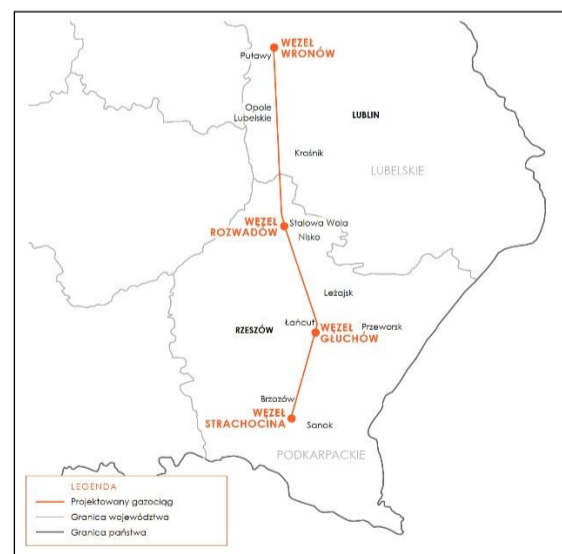 WĘZEŁ
WRONÓW
Puławy
Opole
Lubelskie
LUBLIN
Kraśnik
LUBELSKIE
WĘZEŁ
ROZWADÓW
Stalowa Wola
Nisko
Leżajsk
RZESZÓW
Łańcut
WĘZEŁ
GŁUCHÓW
Przeworsk
Brzozów
WĘZEŁ
STRACHOCINA
Sanok
PODKARPACKIE
LEGENDA
Projektowany gazociąg
Granica województwa
Granica państwa